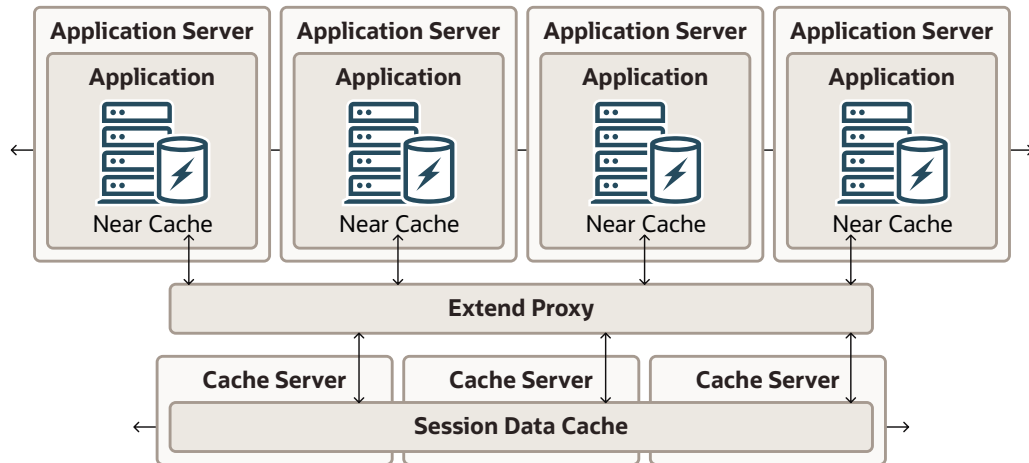 Application Server
Application Server
Application Server
Application Server
Application
Application
Application
Application
Near Cache
Near Cache
Near Cache
Near Cache
Extend Proxy
Cache Server
Cache Server
Cache Server
Session Data Cache